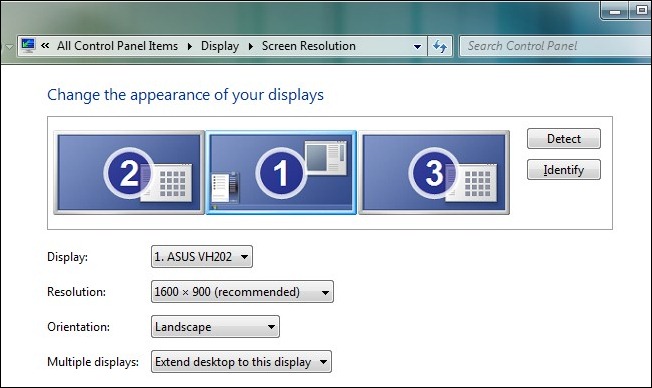 « All Control Panel Items Display Screen Resolution Search Control Panel
Change the appearance of your displays
2 1 3
Detect
Identify
Display: 1. ASUS VH202
Resolution: 1600 × 900 (recommended)
Orientation: Landscape
Multiple displays: Extend desktop to this display